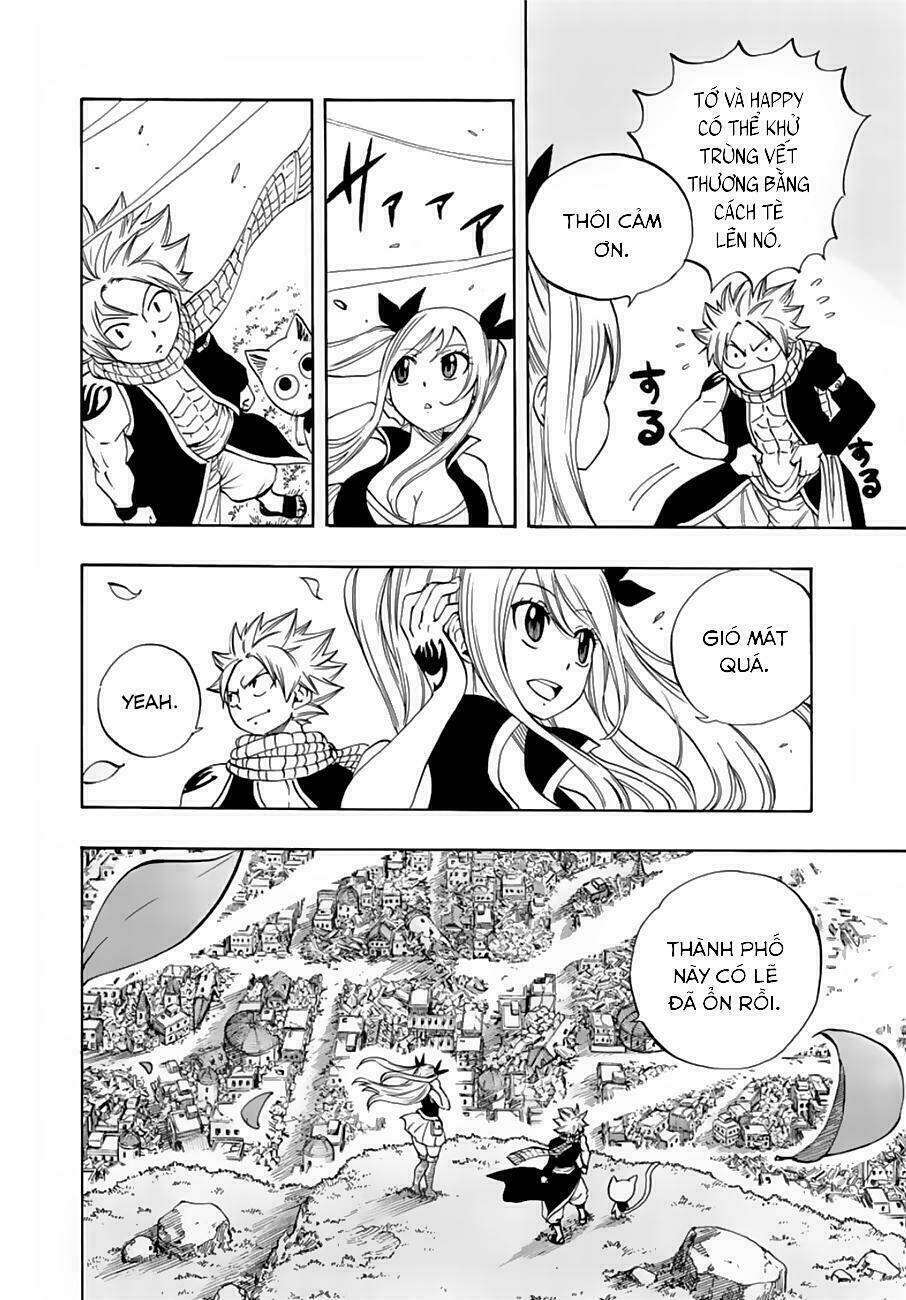 TỚ VÀ HAPPY
CÓ THỂ KHỬ
TRÙNG VẾT
THƯƠNG BẰNG
CÁCH TÈ
LÊN NÓ.
THÔI CẢM
ƠN.
する
する
ザァァァ
GIÓ MÁT
QUÁ.
YEAH.
THÀNH PHỐ
NÀY CÓ LẼ
ĐÃ ỔN RỒI.